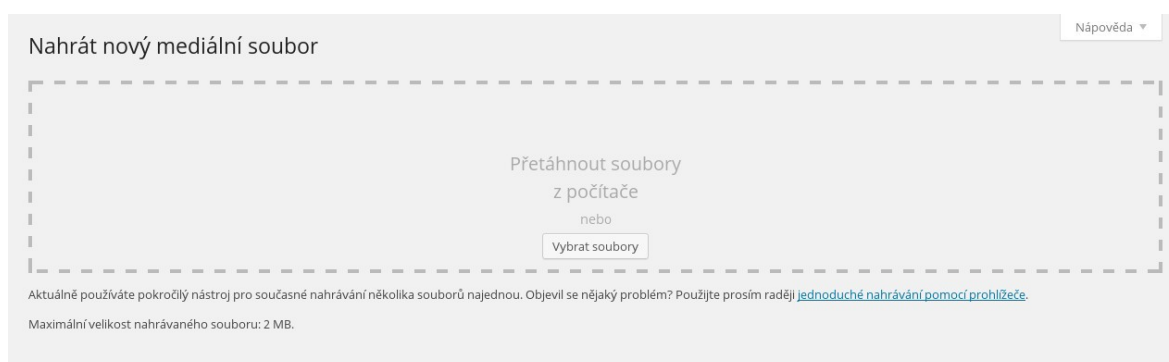 Nápověda
Nahrát nový mediální soubor
Přetáhnout soubory
z počítače
nebo
Vybrat soubory
Aktuálně používáte pokročilý nástroj pro současné nahrávání několika souborů najednou. Objevil se nějaký problém? Použijte prosím raději jednoduché nahrávání pomocí prohlížeče.
Maximální velikost nahrávaného souboru: 2 MB.